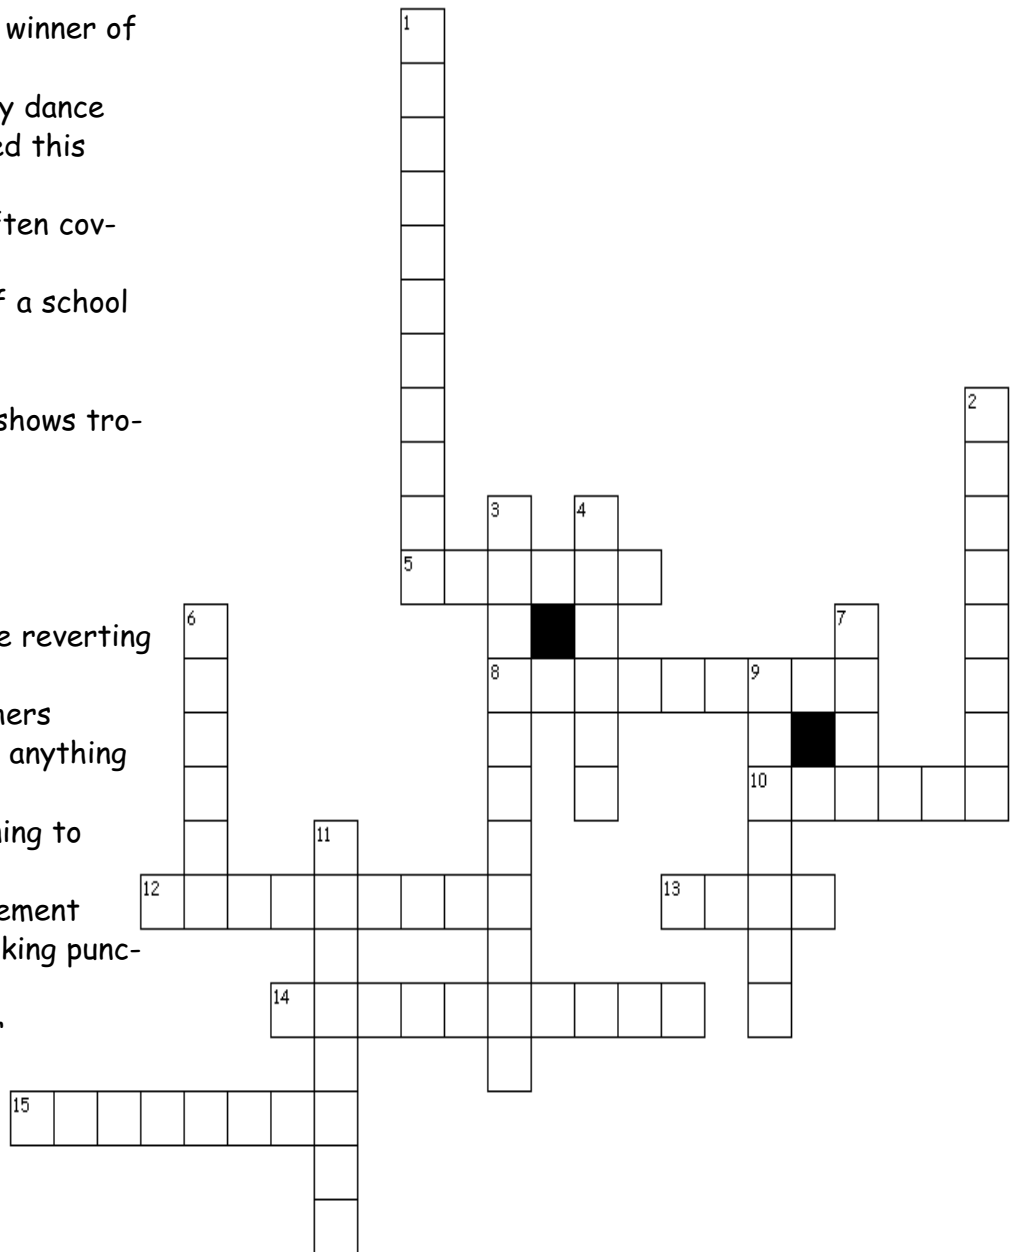 winner of
y dance
ed this
ften cov-
f a school
shows tro-
e reverting
ners
anything
ning to
ement
king punc-
1
2
3 4
5
6 7
8 9
10
11
12 13
14
15